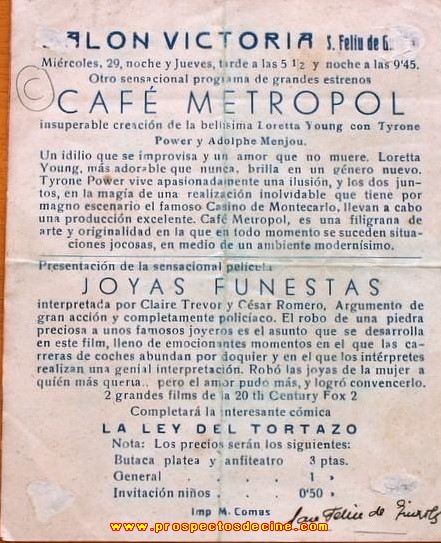 SALON VICTORIA S. Feliu de G
Miércoles, 29, noche y Jueves, tarde a las 5 1/2 y noche a las 9'45.
Otro sensacional programa de grandes estrenos
C
CAFÉ METROPOL
insuperable creación de la bellísima Loretta Young con Tyrone
Power y Adolphe Menjou.
Un idilio que se improvisa y un amor que no muere. Loretta
Young, más adorable que nunca, brilla en un género nuevo.
Tyrone Power vive apasionadamente una ilusión, y los dos jun-
tos, en la magia de una realización inolvidable que tiene por
magno escenario el famoso Casino de Montecarlo, llevan a cabo
una producción excelente. Café Metropol, es una filigrana de
arte y originalidad en la que en todo momento se suceden situa-
ciones jocosas, en medio de un ambiente modernísimo.
Presentación de la sensacional película
JOYAS FUNESTAS
interpretada por Claire Trevor y César Romero, Argumento de
gran acción y completamente policíaco. El robo de una piedra
preciosa a unos famosos joyeros es el asunto que se desarrolla
en este film, lleno de emocionantes momentos en el que las ca-
rreras de coches abundan por doquier y en el que los intérpretes
realizan una genial interpretación. Robó las joyas de la mujer a
quién más quería.. pero el amor pudo más, y logró convencerlo.
2 grandes films de la 20 th Century Fox 2
Completará la interesante cómica
LA LEY DEL TORTAZO
Nota: Los precios serán los siguientes:
Butaca platea y anfiteatro 3 ptas.
General . . . . 1 »
Invitación niños . . 0'50 »
Imp M. Comas
San Feliu de Guixols
www.prospectosdecine.com